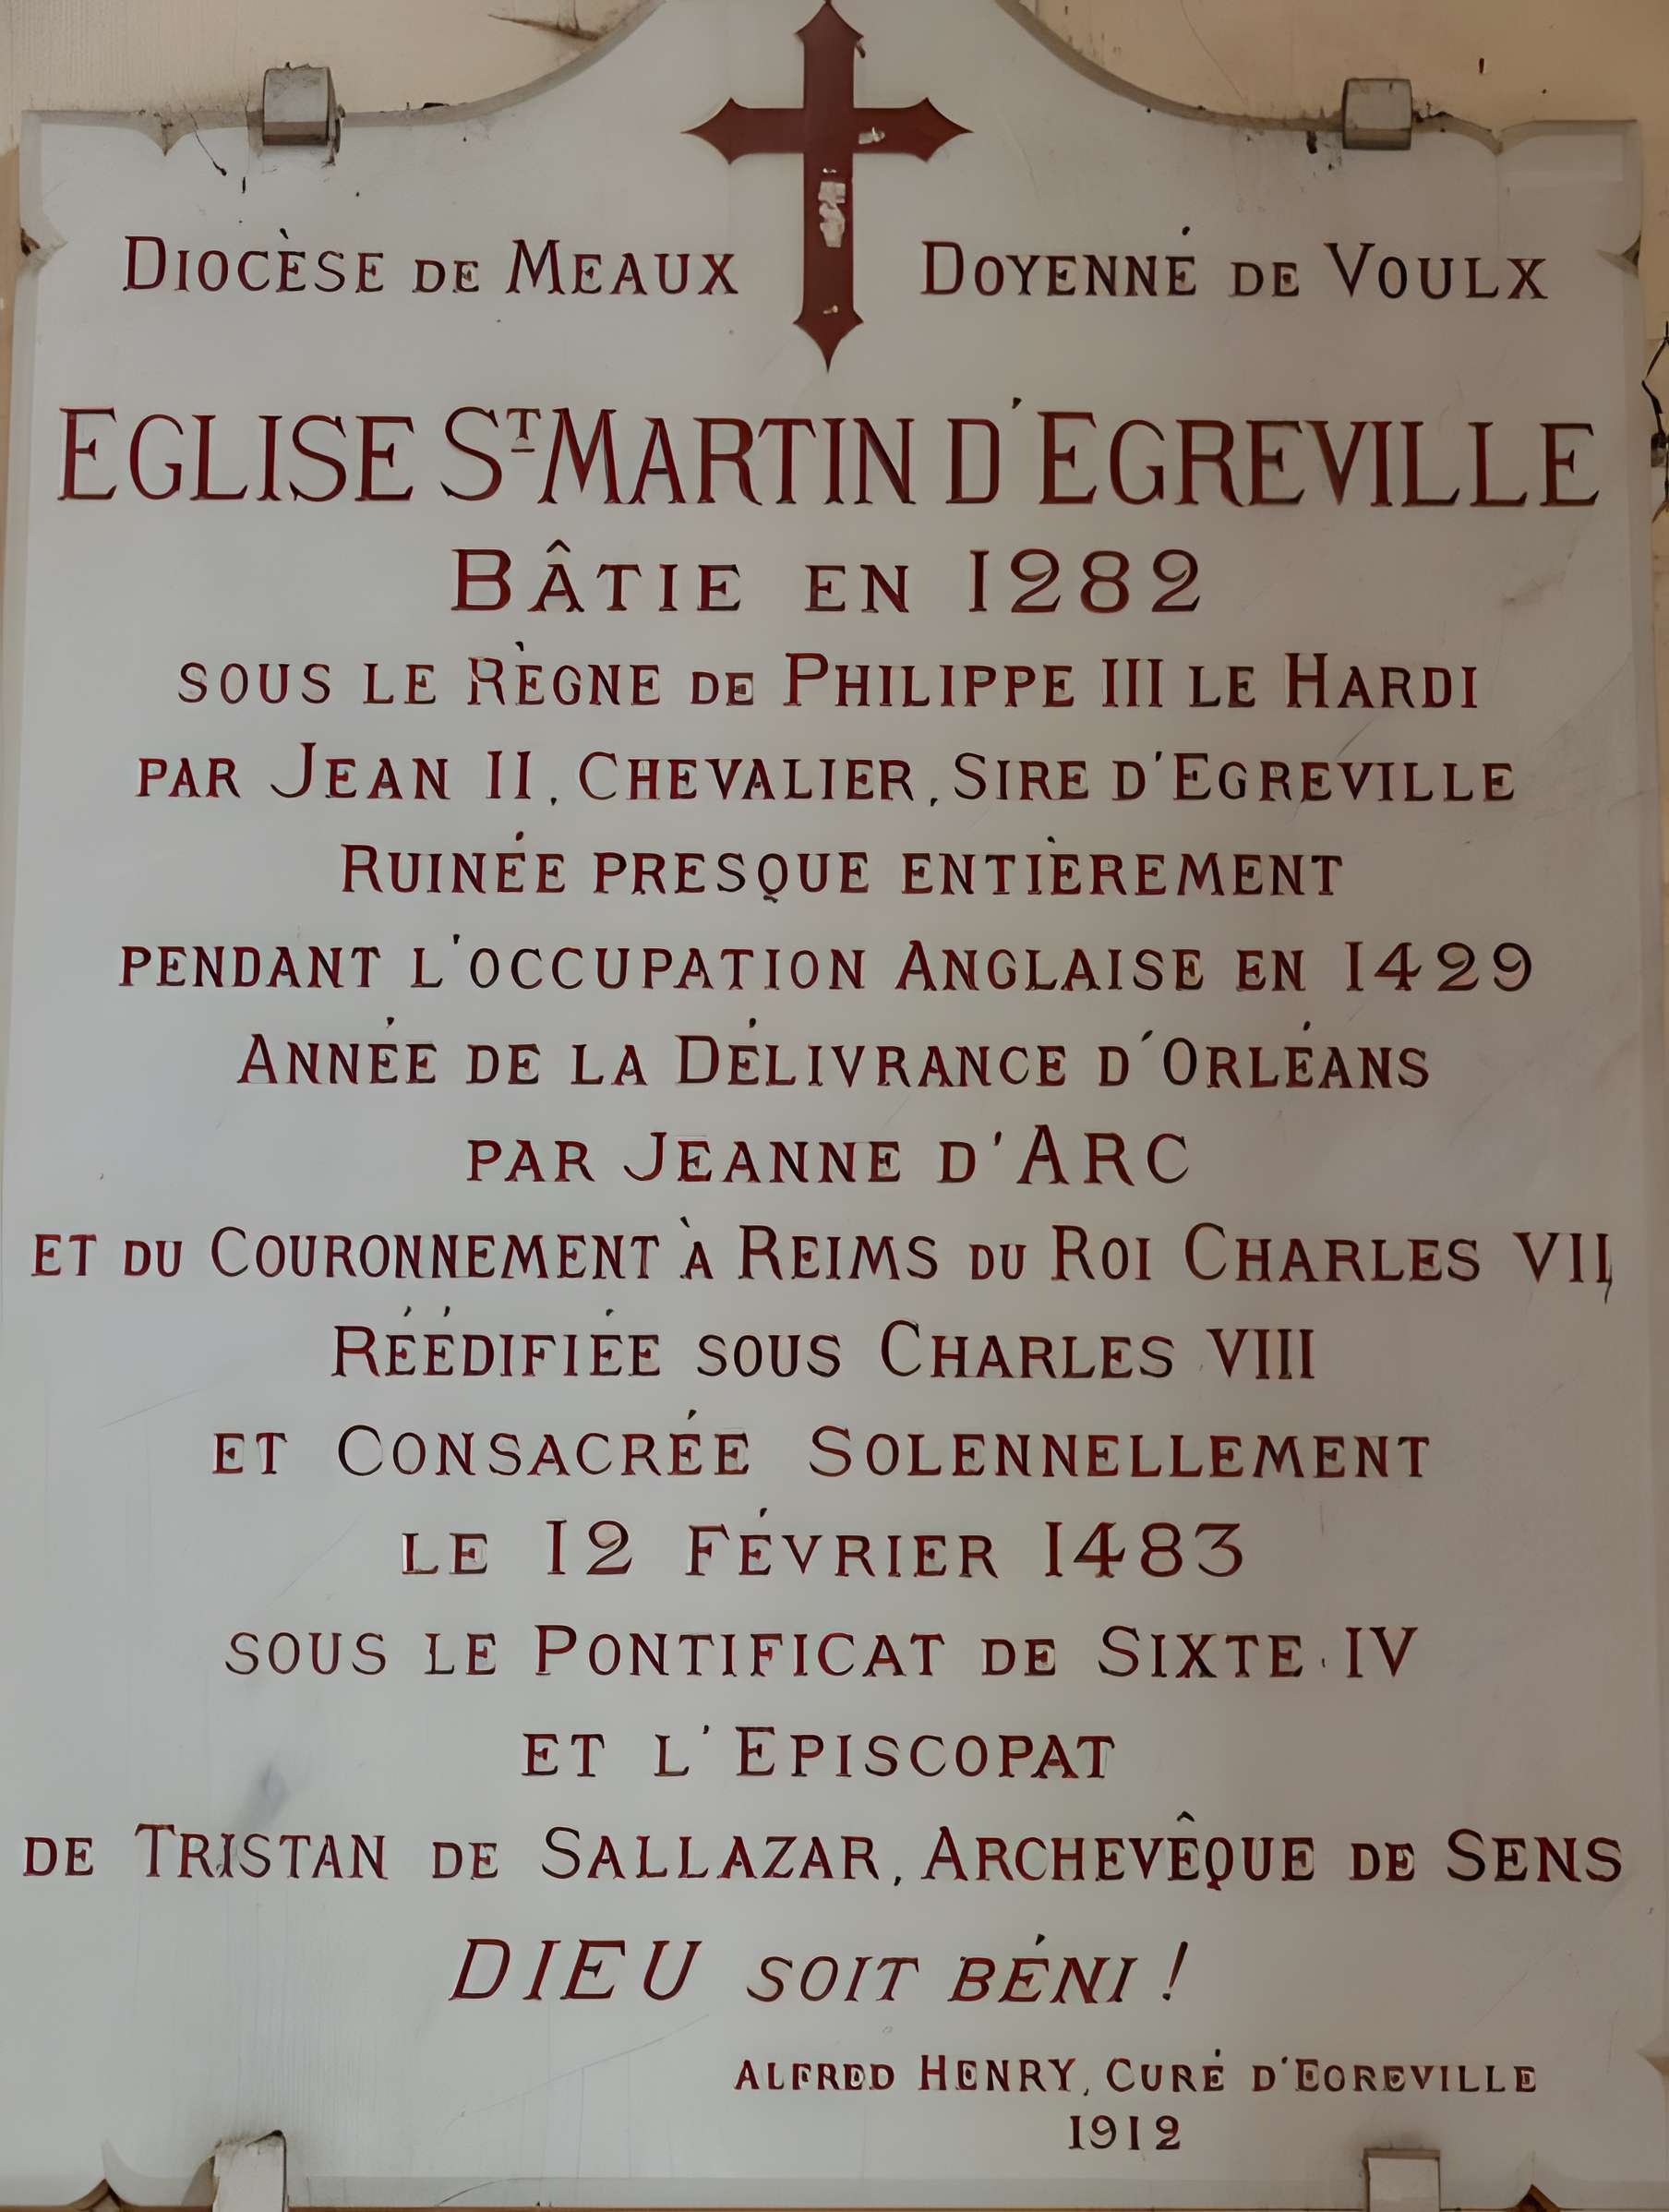 DIOCÈSE DE MEAUX DOYENNÉ DE VOULX
EGLISE ST MARTIN D'EGREVILLE
BÂTIE EN 1282
SOUS LE RÈGNE DE PHILIPPE III LE HARDI
PAR JEAN II, CHEVALIER, SIRE D'EGREVILLE
RUINÉE PRESQUE ENTIÈREMENT
PENDANT L'OCCUPATION ANGLAISE EN 1429
ANNÉE DE LA DÉLIVRANCE D'ORLÉANS
PAR JEANNE D'ARC
ET DU COURONNEMENT À REIMS DU ROI CHARLES VII,
RÉÉDIFIÉE SOUS CHARLES VIII
ET CONSACRÉE SOLENNELLEMENT
LE 12 FÉVRIER 1483
SOUS LE PONTIFICAT DE SIXTE IV
ET L'EPISCOPAT
DE TRISTAN DE SALLAZAR, ARCHEVÊQUE DE SENS
DIEU SOIT BÉNI !
ALFRED HENRY, CURÉ D'EGREVILLE
1912